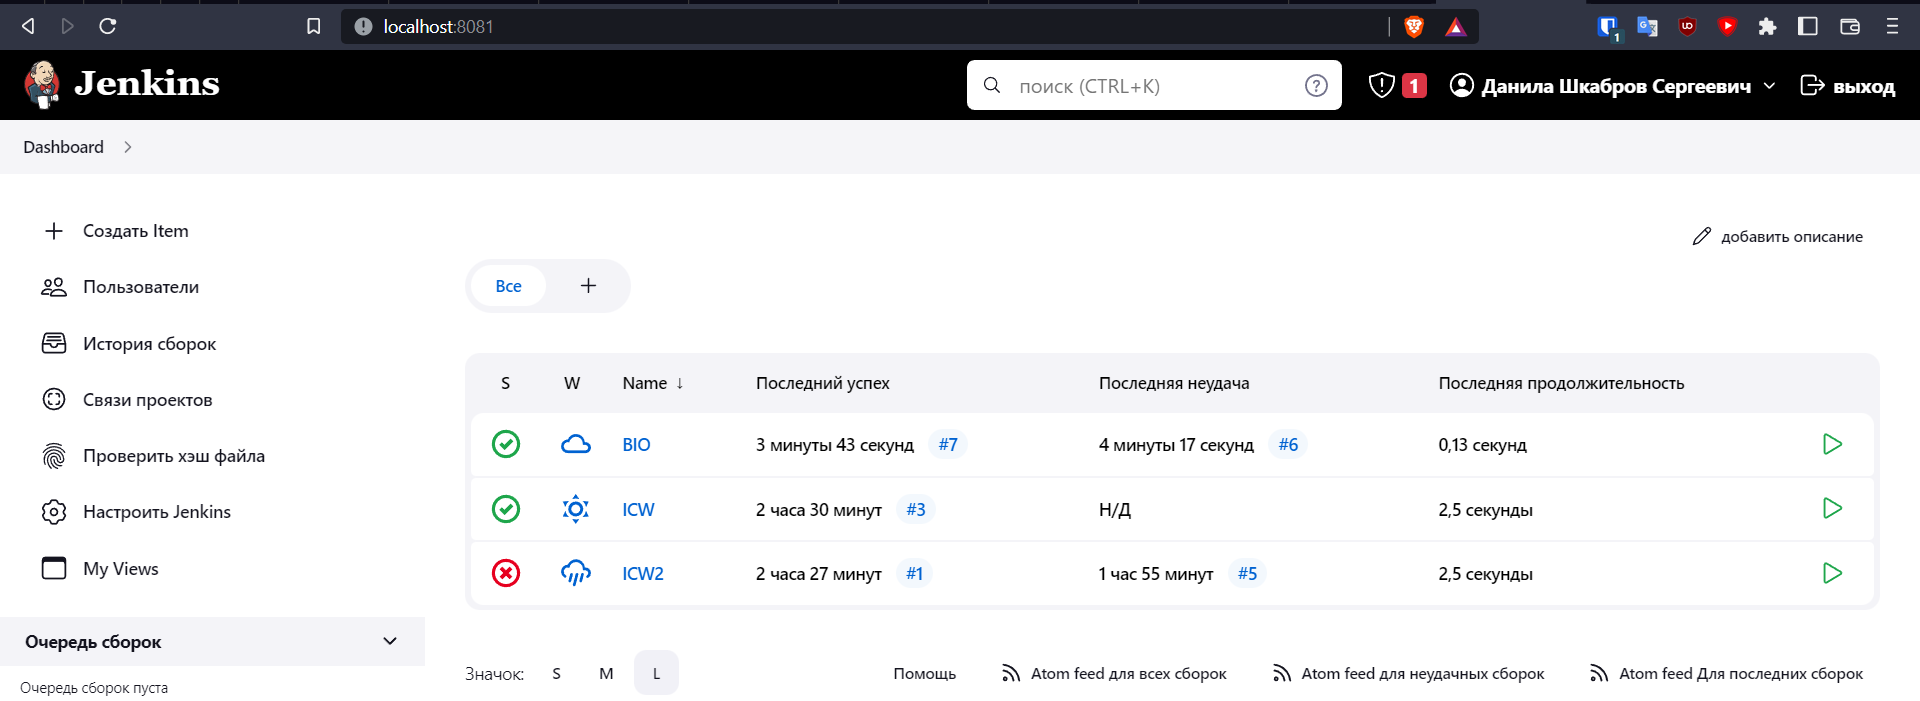 localhost:8081
1
Jenkins
поиск (CTRL+K)
1
Данила Шкабров Сергеевич
выход
Dashboard
Создать Item
Пользователи
История сборок
Связи проектов
Проверить хэш файла
Настроить Jenkins
My Views
Очередь сборок
Очередь сборок пуста
добавить описание
Все +
S W Name ↓ Последний успех Последняя неудача Последняя продолжительность
BIO 3 минуты 43 секунд #7 4 минуты 17 секунд #6 0,13 секунд
ICW 2 часа 30 минут #3 Н/Д 2,5 секунды
ICW2 2 часа 27 минут #1 1 час 55 минут #5 2,5 секунды
Значок: S M L
Помощь
Atom feed для всех сборок
Atom feed для неудачных сборок
Atom feed Для последних сборок